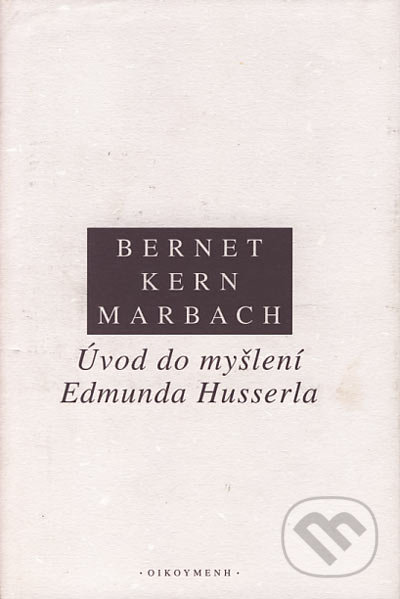 BERNET
KERN
MARBACH
Úvod do myšlení
Edmunda Husserla
· OIKOYMENH ·
m